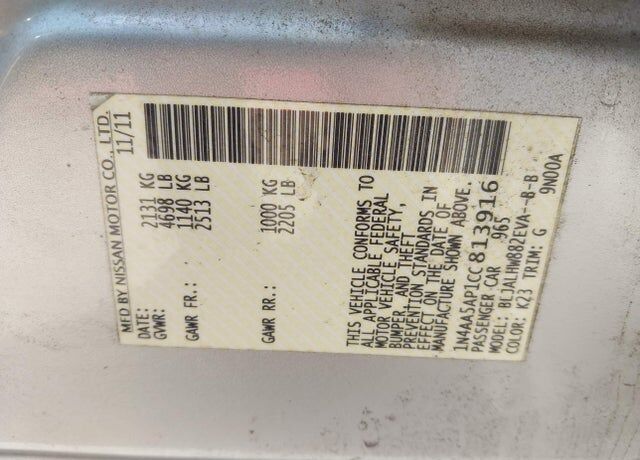 MFD BY NISSAN MOTOR CO., LTD.
DATE: 11/11
GVWR: 2131 KG
4698 LB
GAWR FR.: 1140 KG
2513 LB
GAWR RR.: 1000 KG
2205 LB
THIS VEHICLE CONFORMS TO
ALL APPLICABLE FEDERAL
MOTOR VEHICLE SAFETY,
BUMPER, AND THEFT
PREVENTION STANDARDS IN
EFFECT ON THE DATE OF
MANUFACTURE SHOWN ABOVE.
1N4AA5AP1CC813916
PASSENGER CAR 965
MODEL: BLJALHWB82EVA--B-B
COLOR: K23 TRIM: G 9N00A